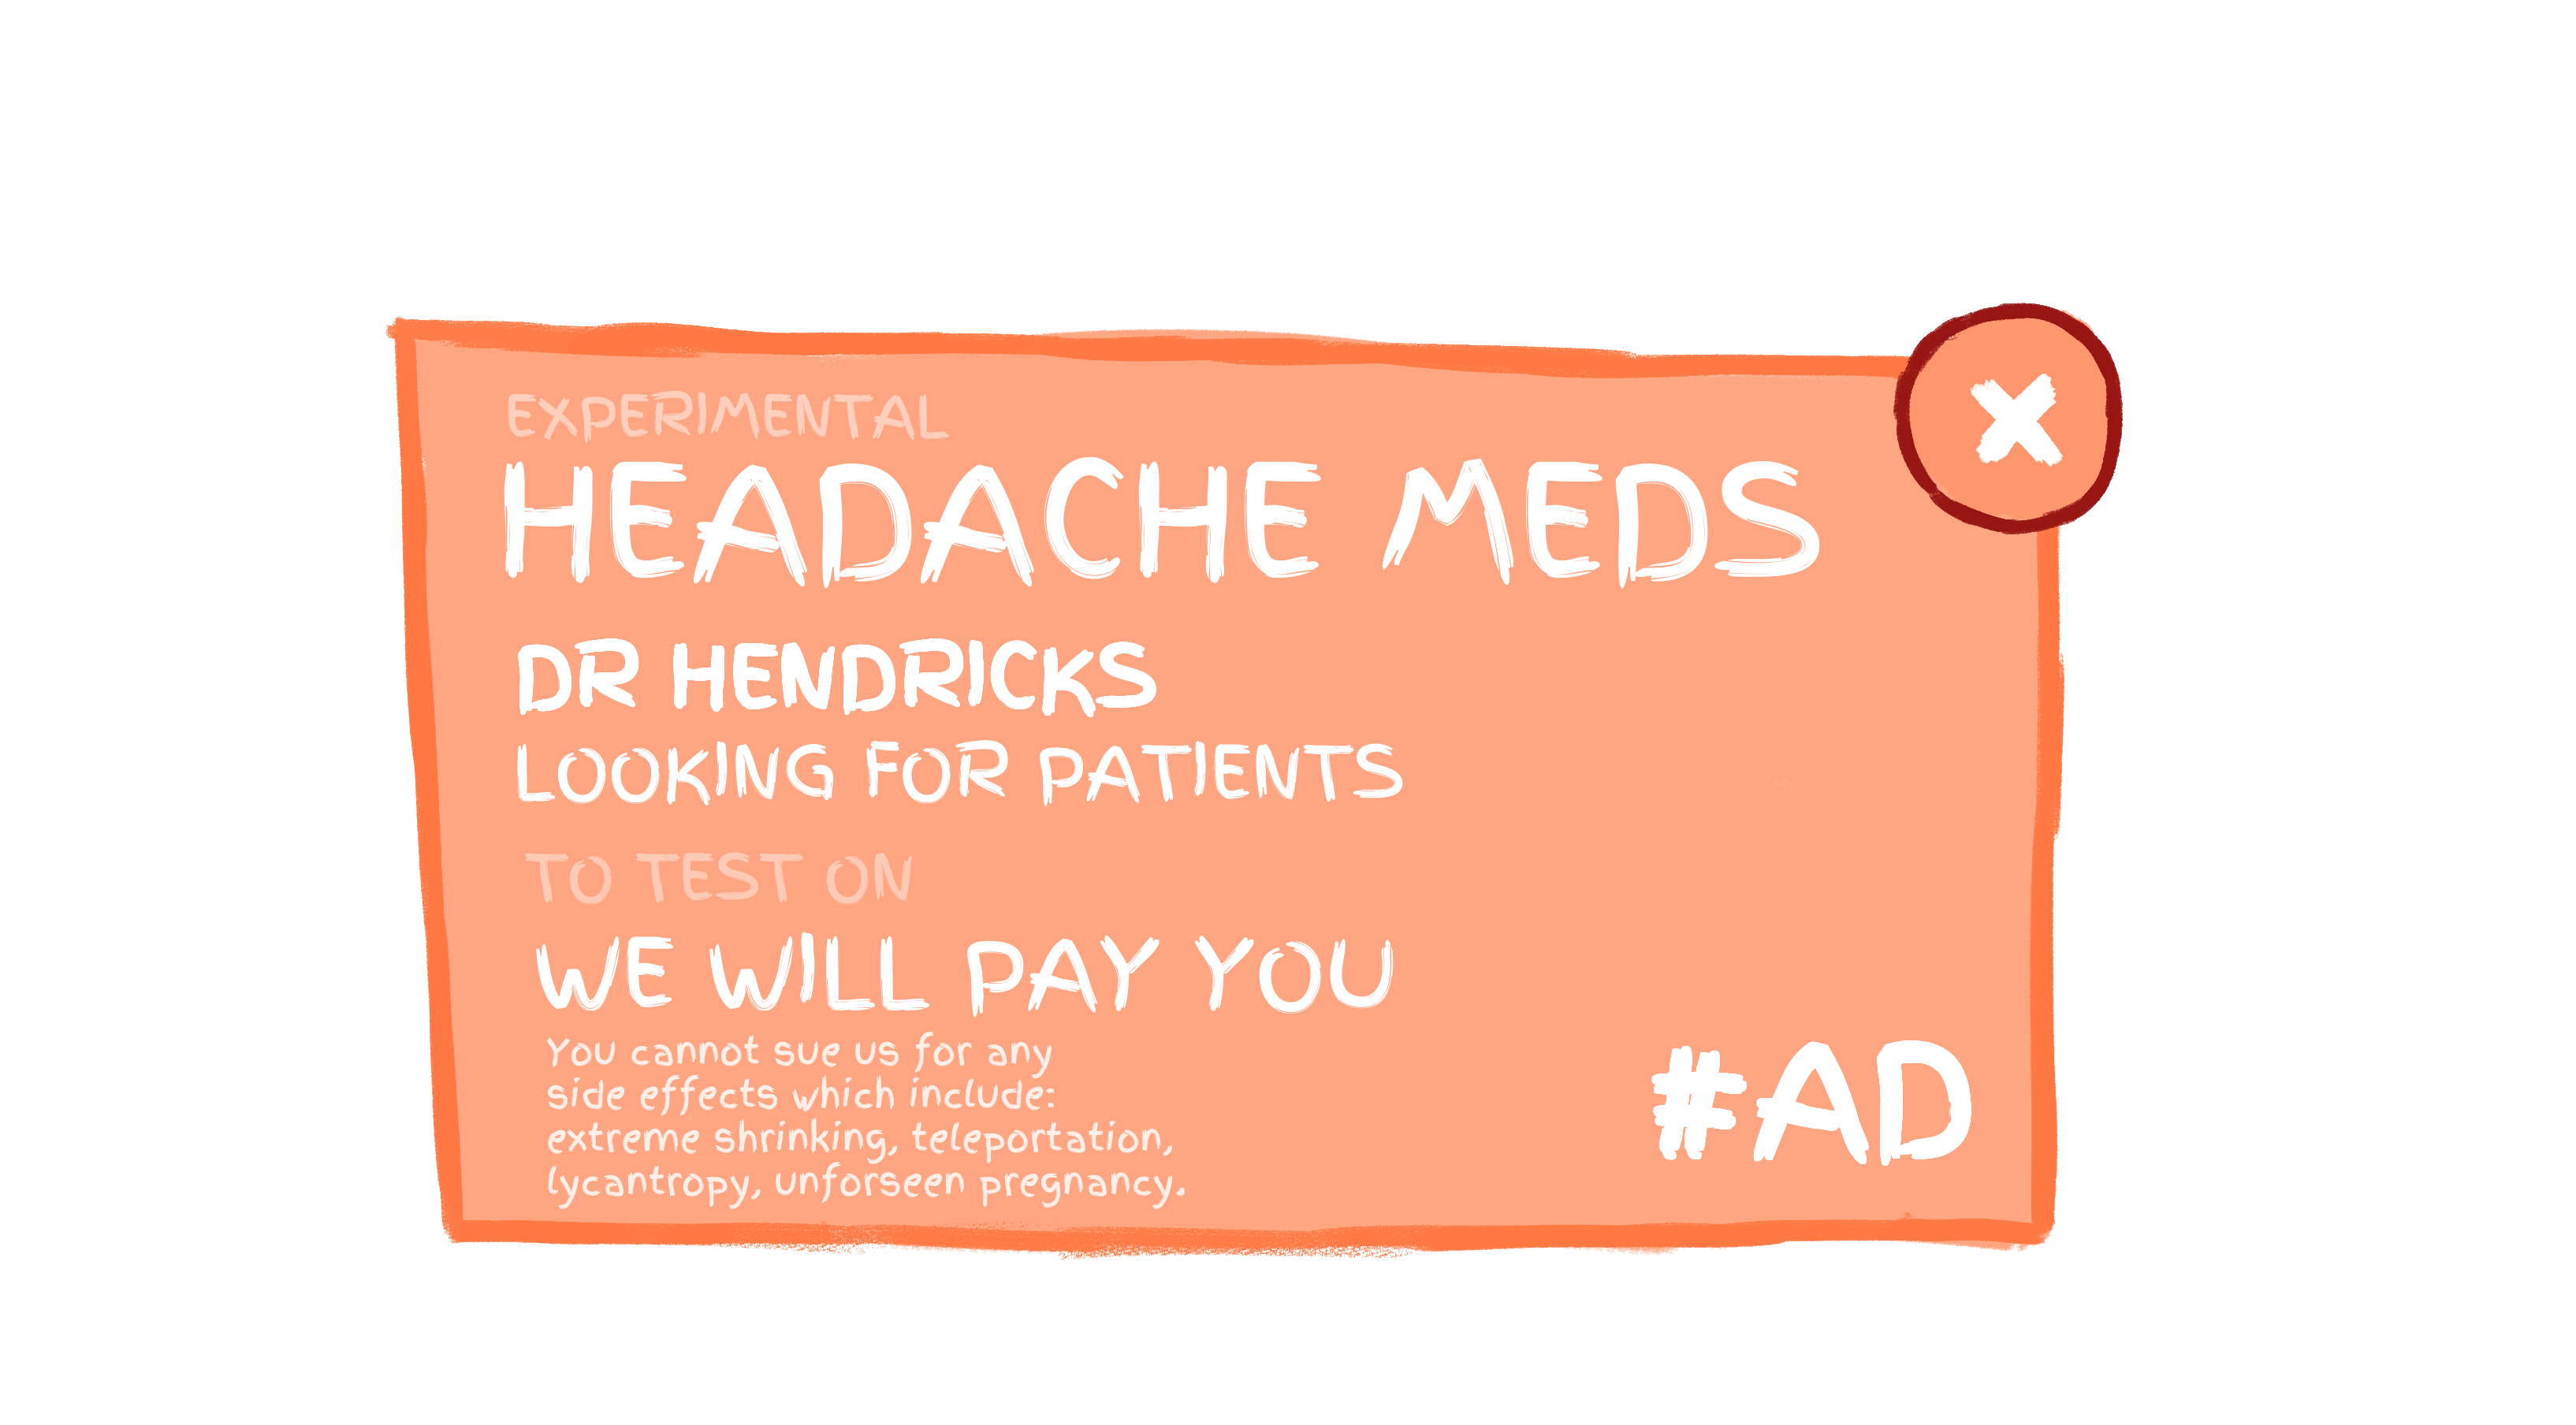 EXPERIMENTAL
HEADACHE MEDS
DR HENDRICKS
LOOKING FOR PATIENTS
TO TEST ON
WE WILL PAY YOU
You cannot sue us for any
side effects which include:
extreme shrinking, teleportation,
lycantropy, unforseen pregnancy.
#AD